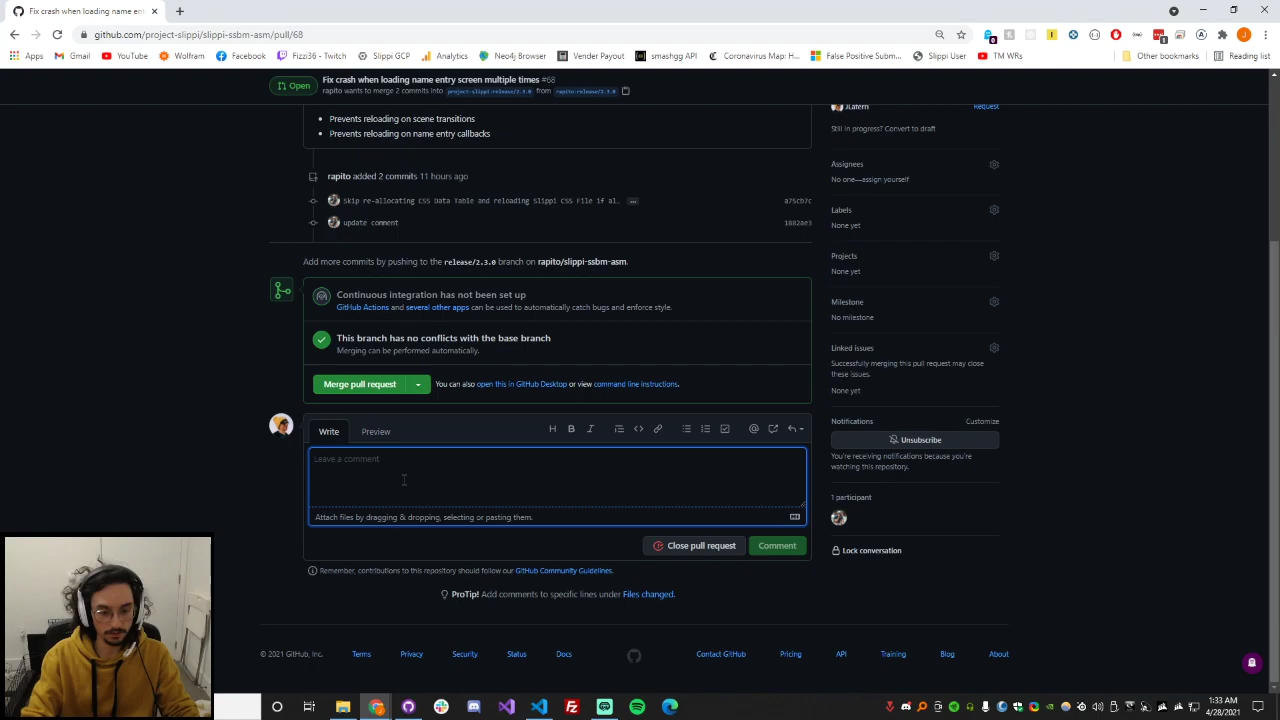 Fix crash when loading name ent
github.com/project-slippi/slippi-ssbm-asm/pull/68
Apps
Gmail
YouTube
Wolfram
Facebook
Fizzi36 - Twitch
Slippi GCP
Analytics
Neo4j Browser
Vendor Payout
smashgg API
Coronavirus Map: H...
False Positive Subm...
Slippi User
TM WRs
Other bookmarks
Reading list
Open
Fix crash when loading name entry screen multiple times #68
rapito wants to merge 2 commits into project-slippi:release/2.3.0 from rapito:release/2.3.0
Prevents reloading on scene transitions
Prevents reloading on name entry callbacks
rapito added 2 commits 11 hours ago
Skip re-allocating CSS Data Table and reloading Slippi CSS File if al… ...
a75cb7c
update comment
1882ae3
Add more commits by pushing to the release/2.3.0 branch on rapito/slippi-ssbm-asm.
Continuous integration has not been set up
GitHub Actions and several other apps can be used to automatically catch bugs and enforce style.
This branch has no conflicts with the base branch
Merging can be performed automatically.
Merge pull request
You can also open this in GitHub Desktop or view command line instructions.
Write
Preview
H B I
Leave a comment
Attach files by dragging & dropping, selecting or pasting them.
Close pull request
Comment
Remember, contributions to this repository should follow our GitHub Community Guidelines.
ProTip! Add comments to specific lines under Files changed.
JLaferri
Request
Still in progress? Convert to draft
Assignees
No one—assign yourself
Labels
None yet
Projects
None yet
Milestone
No milestone
Linked issues
Successfully merging this pull request may close
these issues.
None yet
Notifications
Customize
Unsubscribe
You're receiving notifications because you're
watching this repository.
1 participant
Lock conversation
© 2021 GitHub, Inc.
Terms
Privacy
Security
Status
Docs
Contact GitHub
Pricing
API
Training
Blog
About
1:33 AM
4/28/2021